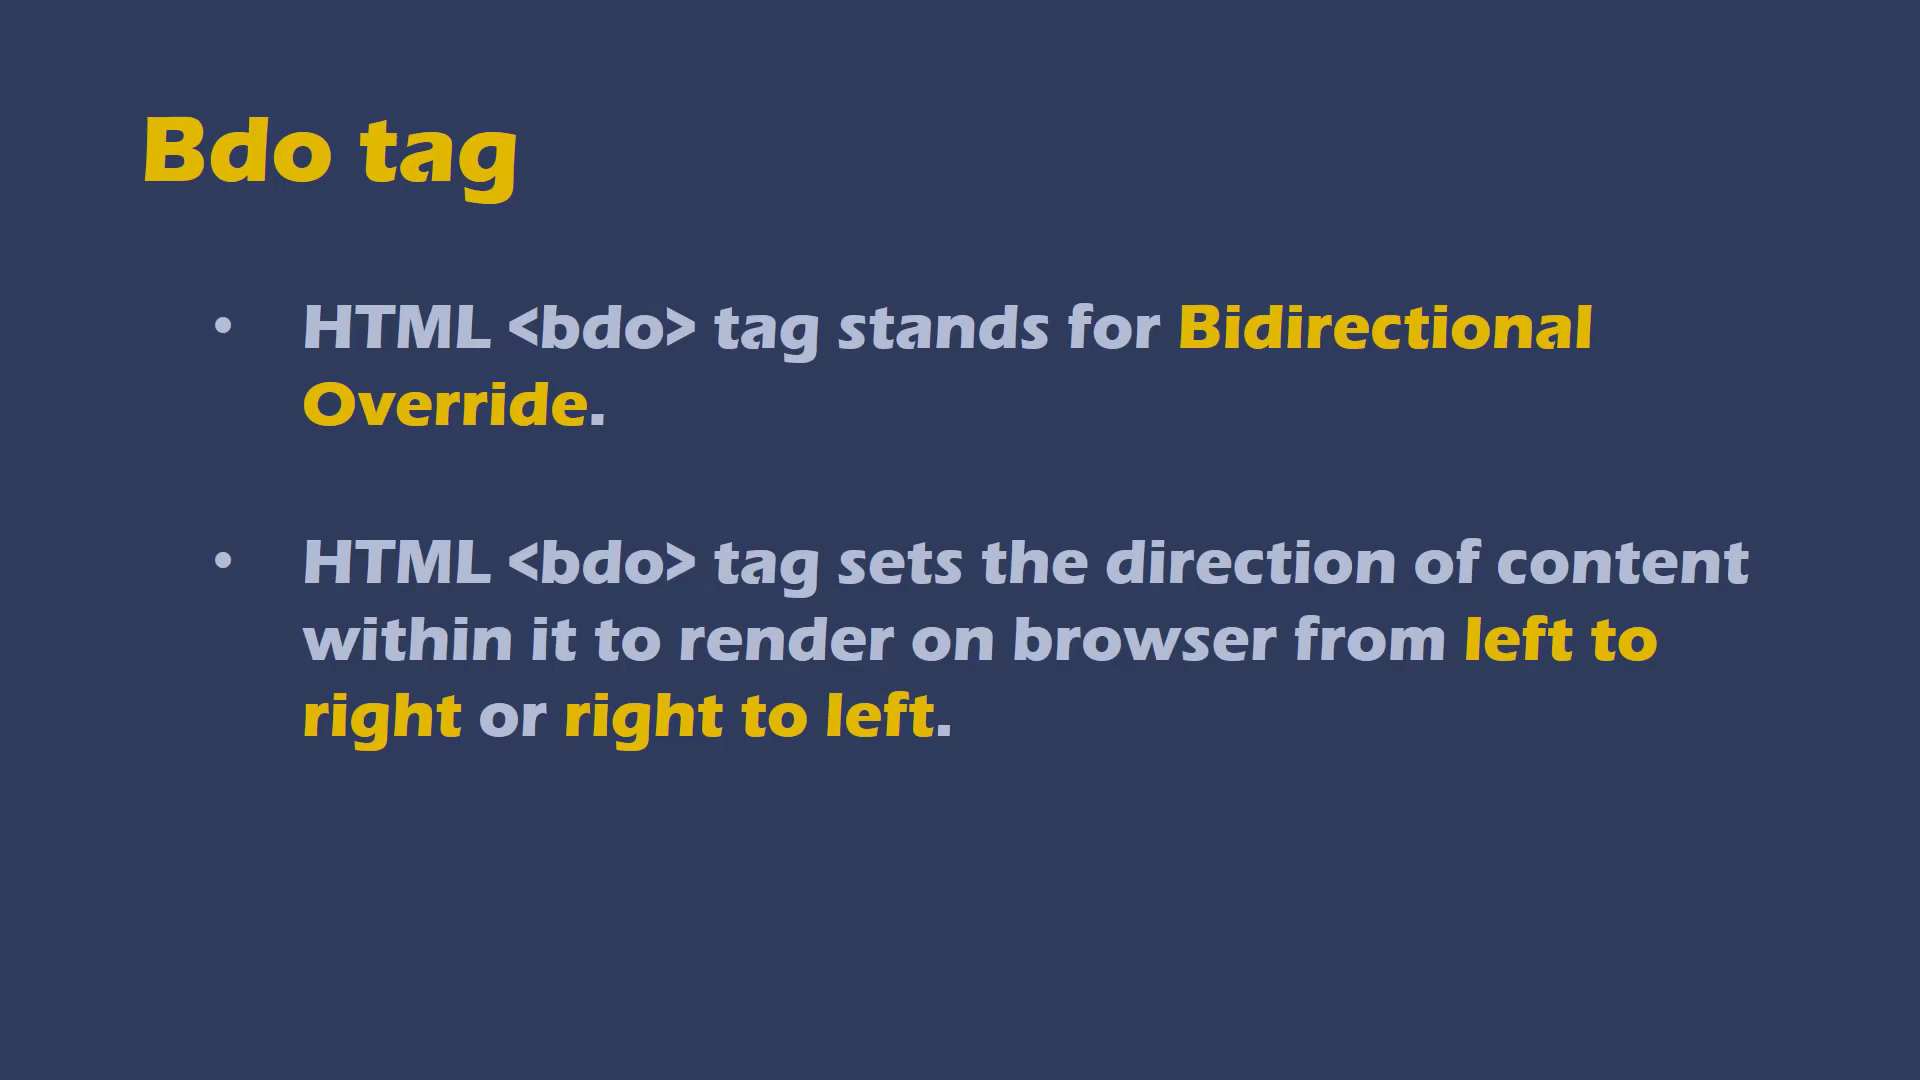 Bdo tag
• HTML <bdo> tag stands for Bidirectional
Override.
• HTML <bdo> tag sets the direction of content
within it to render on browser from left to
right or right to left.